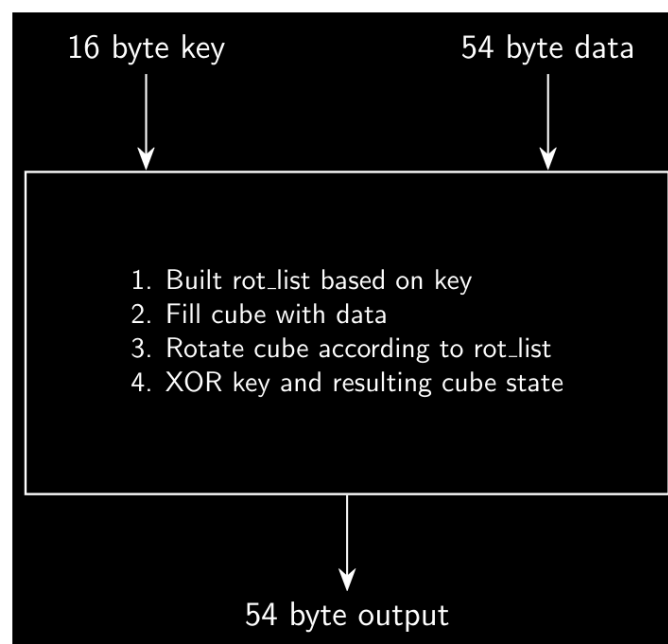 16 byte key
54 byte data
1. Built rot_list based on key
2. Fill cube with data
3. Rotate cube according to rot_list
4. XOR key and resulting cube state
54 byte output